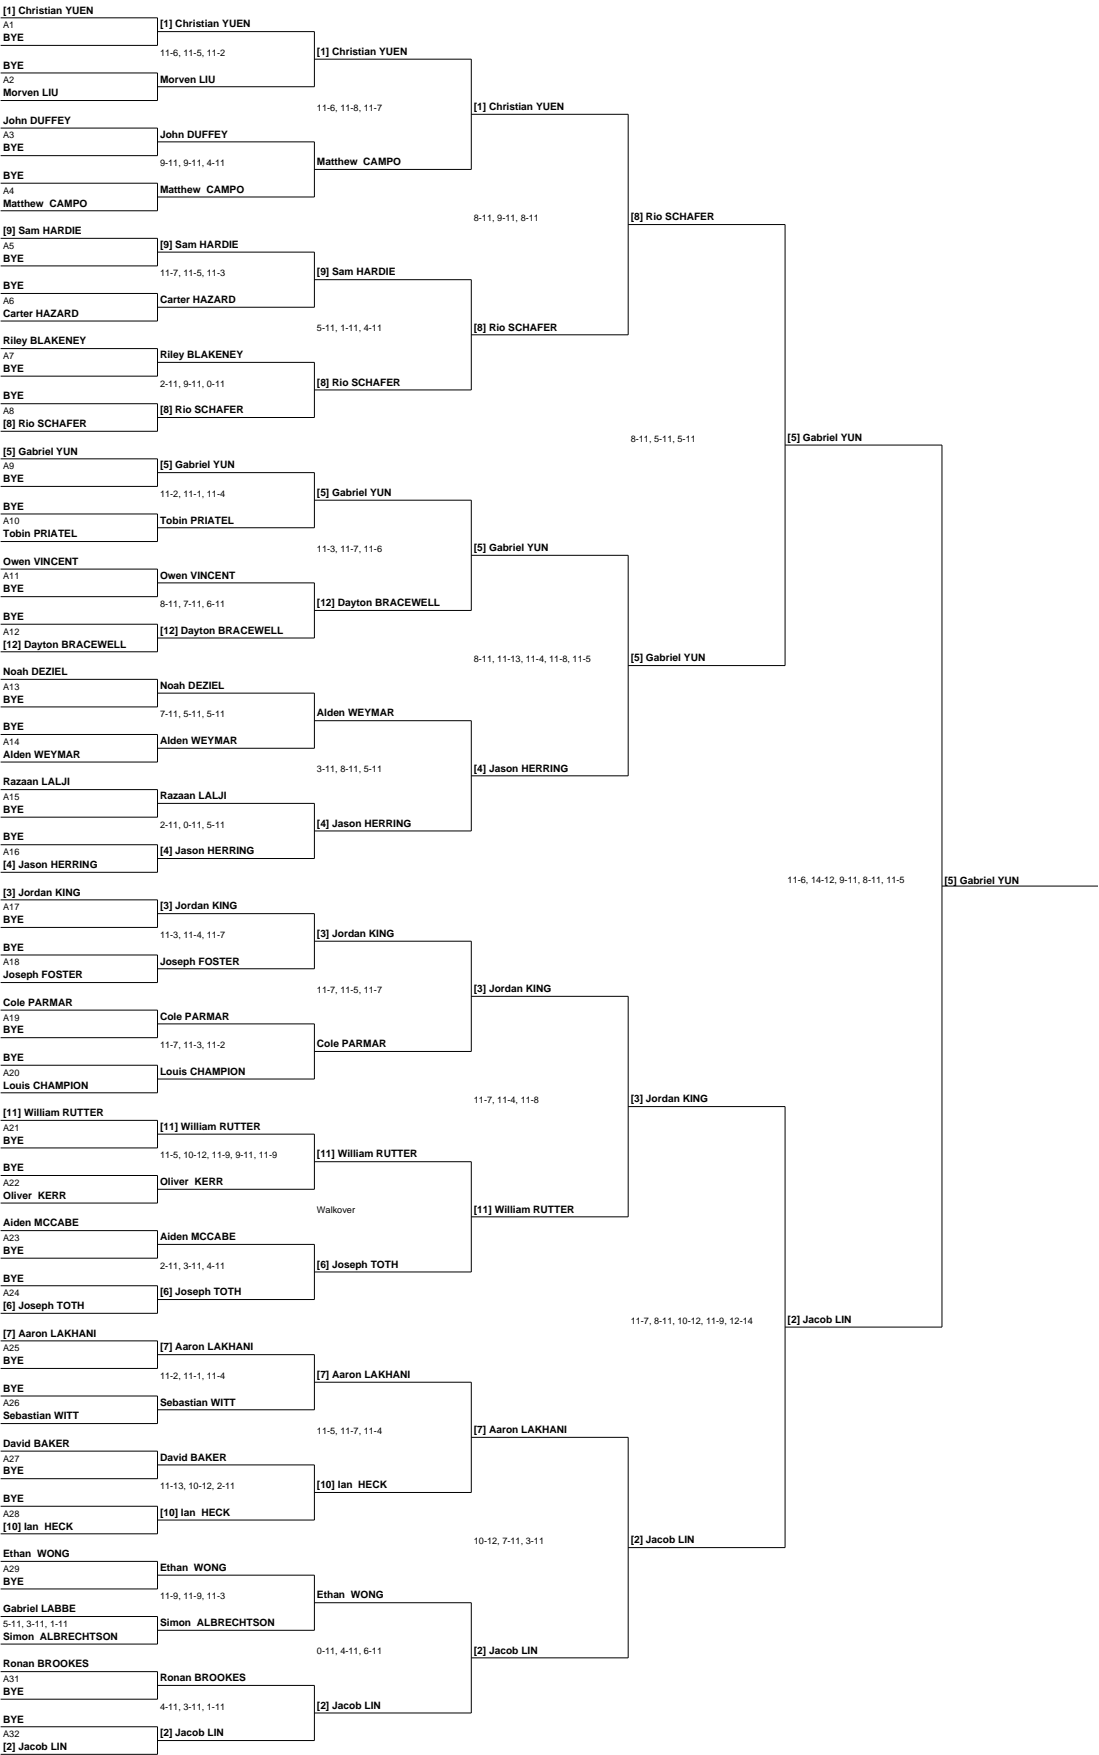 [1] Christian YUEN
A1
BYE
BYE
A2
Morven LIU
John DUFFEY
A3
BYE
BYE
A4
Matthew  CAMPO
[9] Sam HARDIE
A5
BYE
BYE
A6
Carter HAZARD
Riley BLAKENEY
A7
BYE
BYE
A8
[8] Rio SCHAFER
[5] Gabriel YUN
A9
BYE
BYE
A10
Tobin PRIATEL
Owen VINCENT
A11
BYE
BYE
A12
[12] Dayton BRACEWELL
Noah DEZIEL
A13
BYE
BYE
A14
Alden WEYMAR
Razaan LALJI
A15
BYE
BYE
A16
[4] Jason HERRING
[3] Jordan KING
A17
BYE
BYE
A18
Joseph FOSTER
Cole PARMAR
A19
BYE
BYE
A20
Louis CHAMPION
[11] William RUTTER
A21
BYE
BYE
A22
Oliver  KERR
Aiden MCCABE
A23
BYE
BYE
A24
[6] Joseph TOTH
[7] Aaron LAKHANI
A25
BYE
BYE
A26
Sebastian WITT
David BAKER
A27
BYE
BYE
A28
[10] Ian  HECK
Ethan  WONG
A29
BYE
Gabriel LABBE
5-11, 3-11, 1-11
Simon  ALBRECHTSON
Ronan BROOKES
A31
BYE
BYE
A32
[2] Jacob LIN
[1] Christian YUEN
11-6, 11-5, 11-2
Morven LIU
John DUFFEY
9-11, 9-11, 4-11
Matthew  CAMPO
[9] Sam HARDIE
11-7, 11-5, 11-3
Carter HAZARD
Riley BLAKENEY
2-11, 9-11, 0-11
[8] Rio SCHAFER
[5] Gabriel YUN
11-2, 11-1, 11-4
Tobin PRIATEL
Owen VINCENT
8-11, 7-11, 6-11
[12] Dayton BRACEWELL
Noah DEZIEL
7-11, 5-11, 5-11
Alden WEYMAR
Razaan LALJI
2-11, 0-11, 5-11
[4] Jason HERRING
[3] Jordan KING
11-3, 11-4, 11-7
Joseph FOSTER
Cole PARMAR
11-7, 11-3, 11-2
Louis CHAMPION
[11] William RUTTER
11-5, 10-12, 11-9, 9-11, 11-9
Oliver  KERR
Aiden MCCABE
2-11, 3-11, 4-11
[6] Joseph TOTH
[7] Aaron LAKHANI
11-2, 11-1, 11-4
Sebastian WITT
David BAKER
11-13, 10-12, 2-11
[10] Ian  HECK
Ethan  WONG
11-9, 11-9, 11-3
Simon  ALBRECHTSON
Ronan BROOKES
4-11, 3-11, 1-11
[2] Jacob LIN
[1] Christian YUEN
11-6, 11-8, 11-7
Matthew  CAMPO
[9] Sam HARDIE
5-11, 1-11, 4-11
[8] Rio SCHAFER
[5] Gabriel YUN
11-3, 11-7, 11-6
[12] Dayton BRACEWELL
Alden WEYMAR
3-11, 8-11, 5-11
[4] Jason HERRING
[3] Jordan KING
11-7, 11-5, 11-7
Cole PARMAR
[11] William RUTTER
Walkover
[6] Joseph TOTH
[7] Aaron LAKHANI
11-5, 11-7, 11-4
[10] Ian  HECK
Ethan  WONG
0-11, 4-11, 6-11
[2] Jacob LIN
[1] Christian YUEN
8-11, 9-11, 8-11
[8] Rio SCHAFER
[5] Gabriel YUN
8-11, 11-13, 11-4, 11-8, 11-5
[4] Jason HERRING
[3] Jordan KING
11-7, 11-4, 11-8
[11] William RUTTER
[7] Aaron LAKHANI
10-12, 7-11, 3-11
[2] Jacob LIN
[8] Rio SCHAFER
8-11, 5-11, 5-11
[5] Gabriel YUN
[3] Jordan KING
11-7, 8-11, 10-12, 11-9, 12-14
[2] Jacob LIN
[5] Gabriel YUN
11-6, 14-12, 9-11, 8-11, 11-5
[2] Jacob LIN
[5] Gabriel YUN